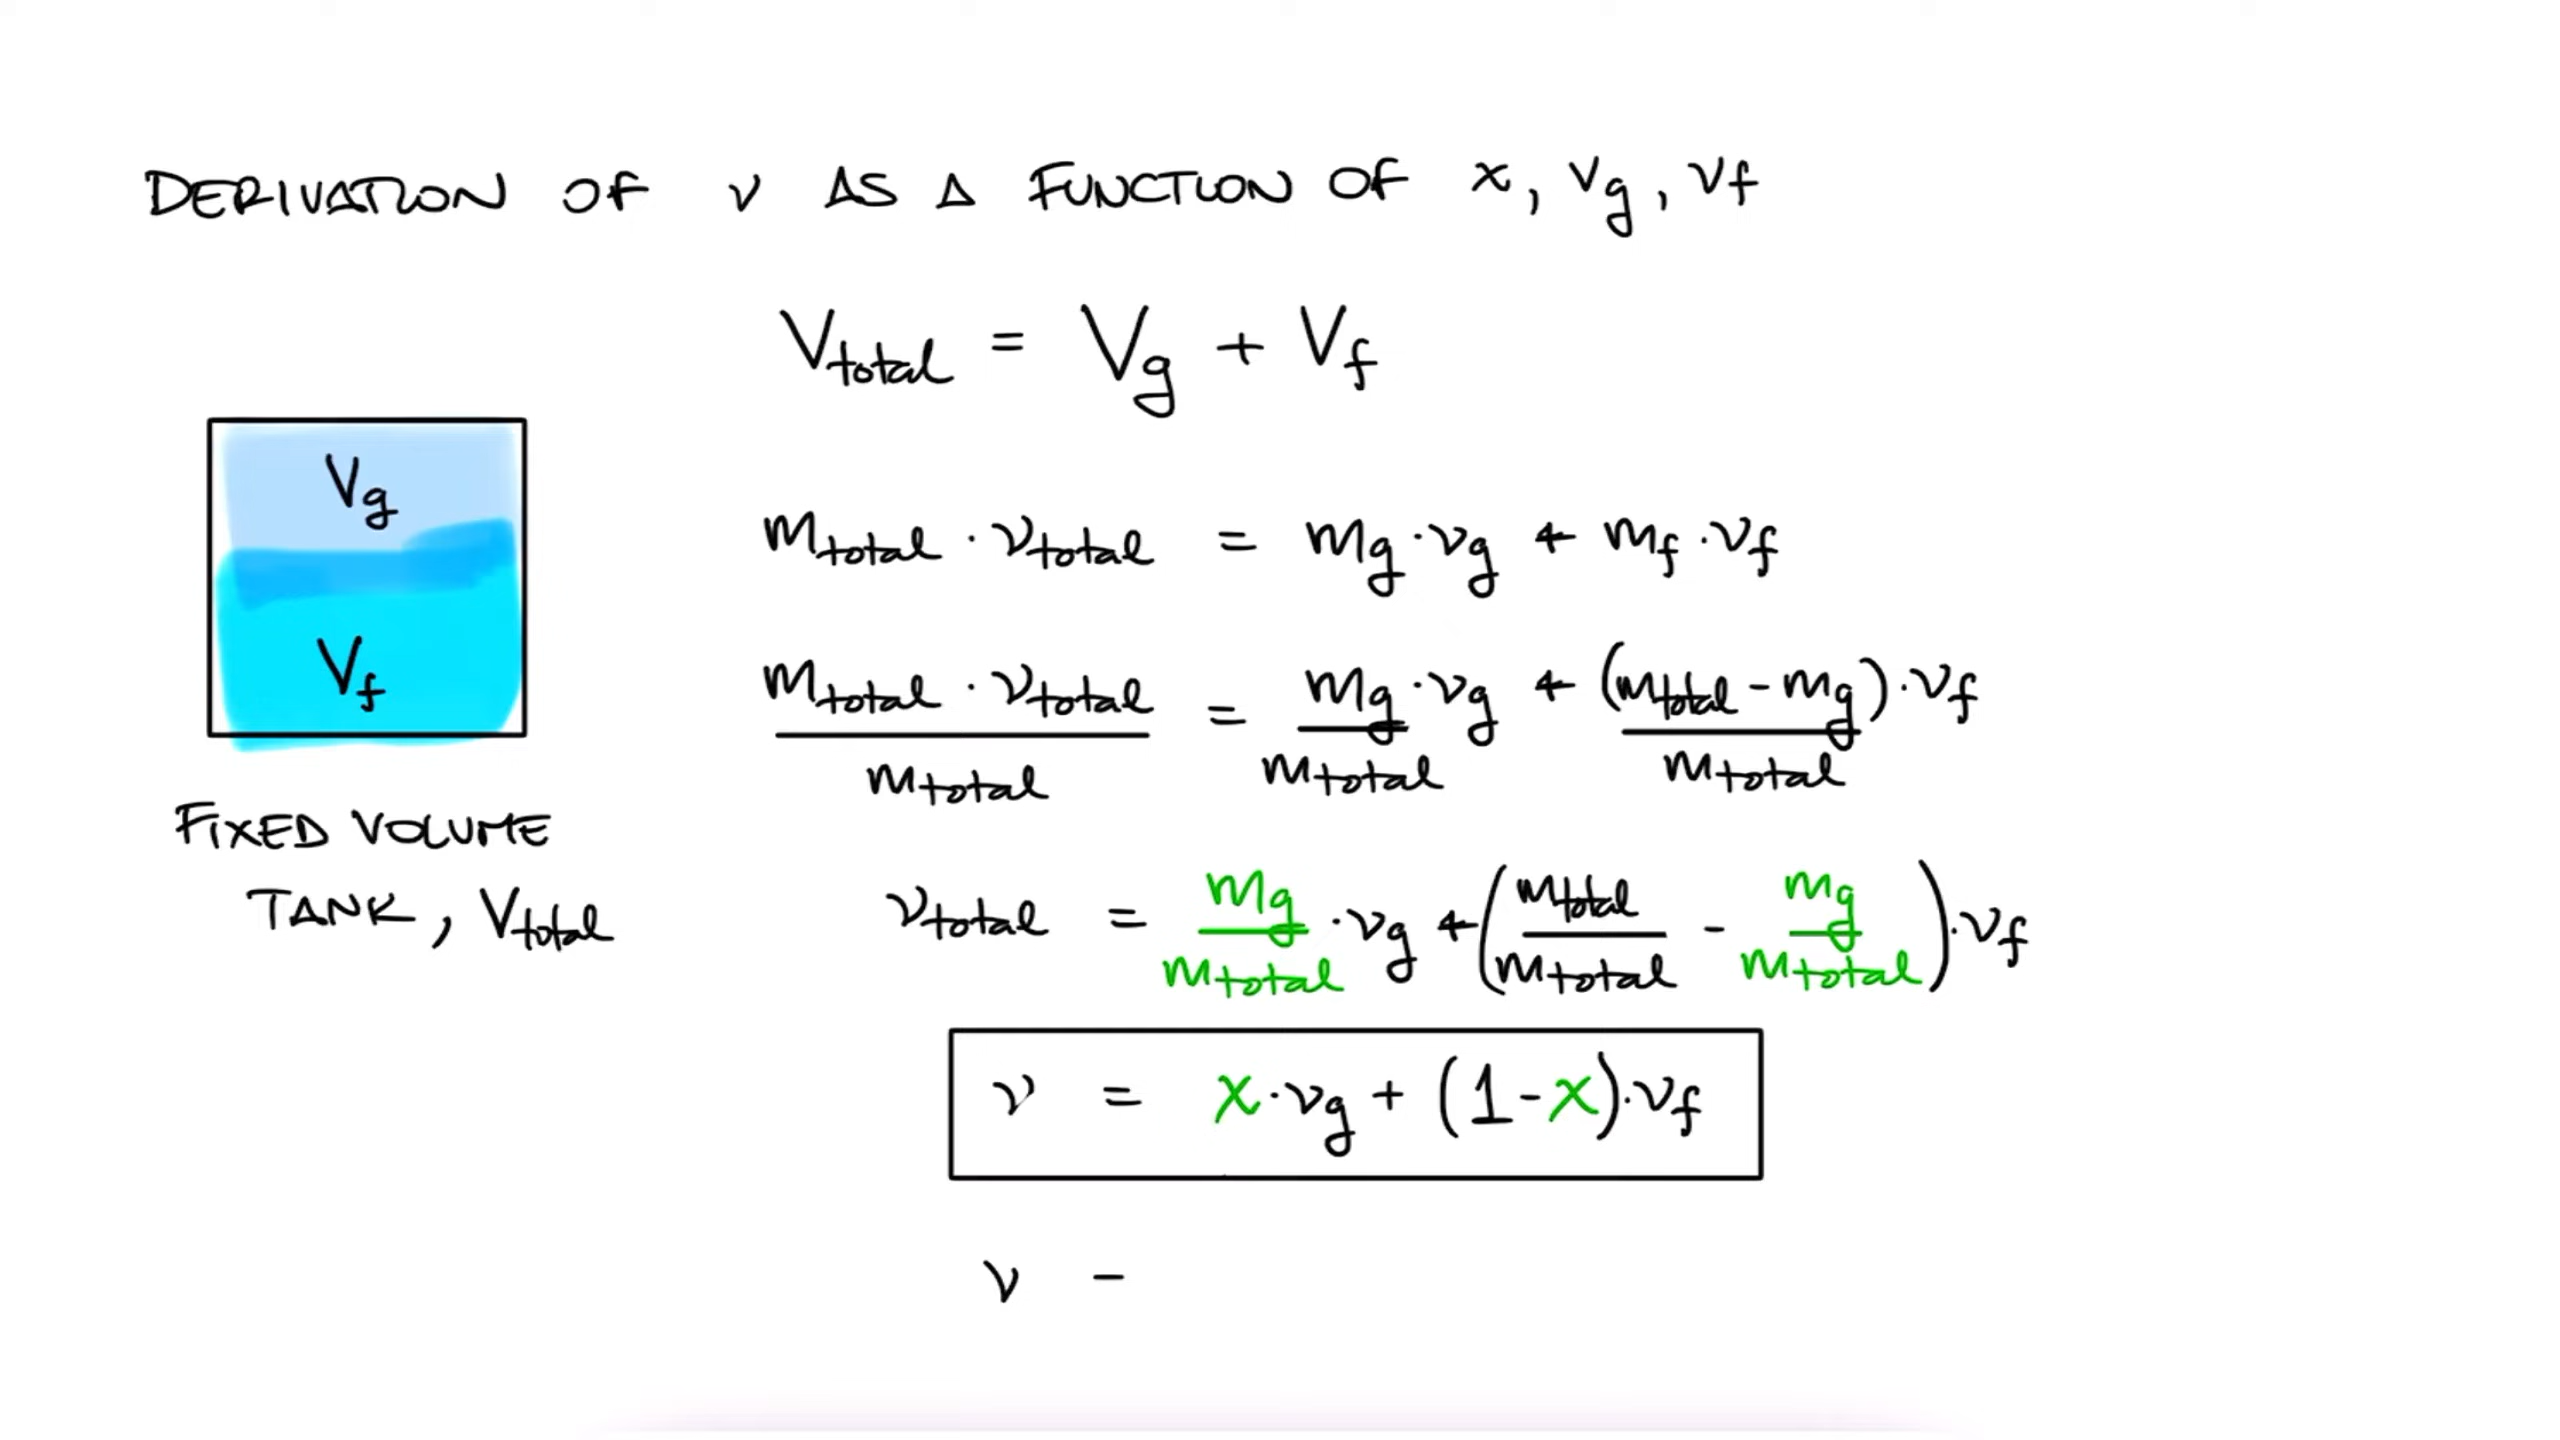 DERIVATION OF v AS A FUNCTION OF x, vg, vf
Vtotal = Vg + Vf
Vg
Vf
FIXED VOLUME
TANK, Vtotal
mtotal · vtotal = mg · vg + mf · vf
mtotal · vtotal / mtotal = mg / mtotal · vg + (mtotal - mg) / mtotal · vf
vtotal = mg / mtotal · vg + (mtotal / mtotal - mg / mtotal) · vf
v = x · vg + (1 - x) · vf
v -